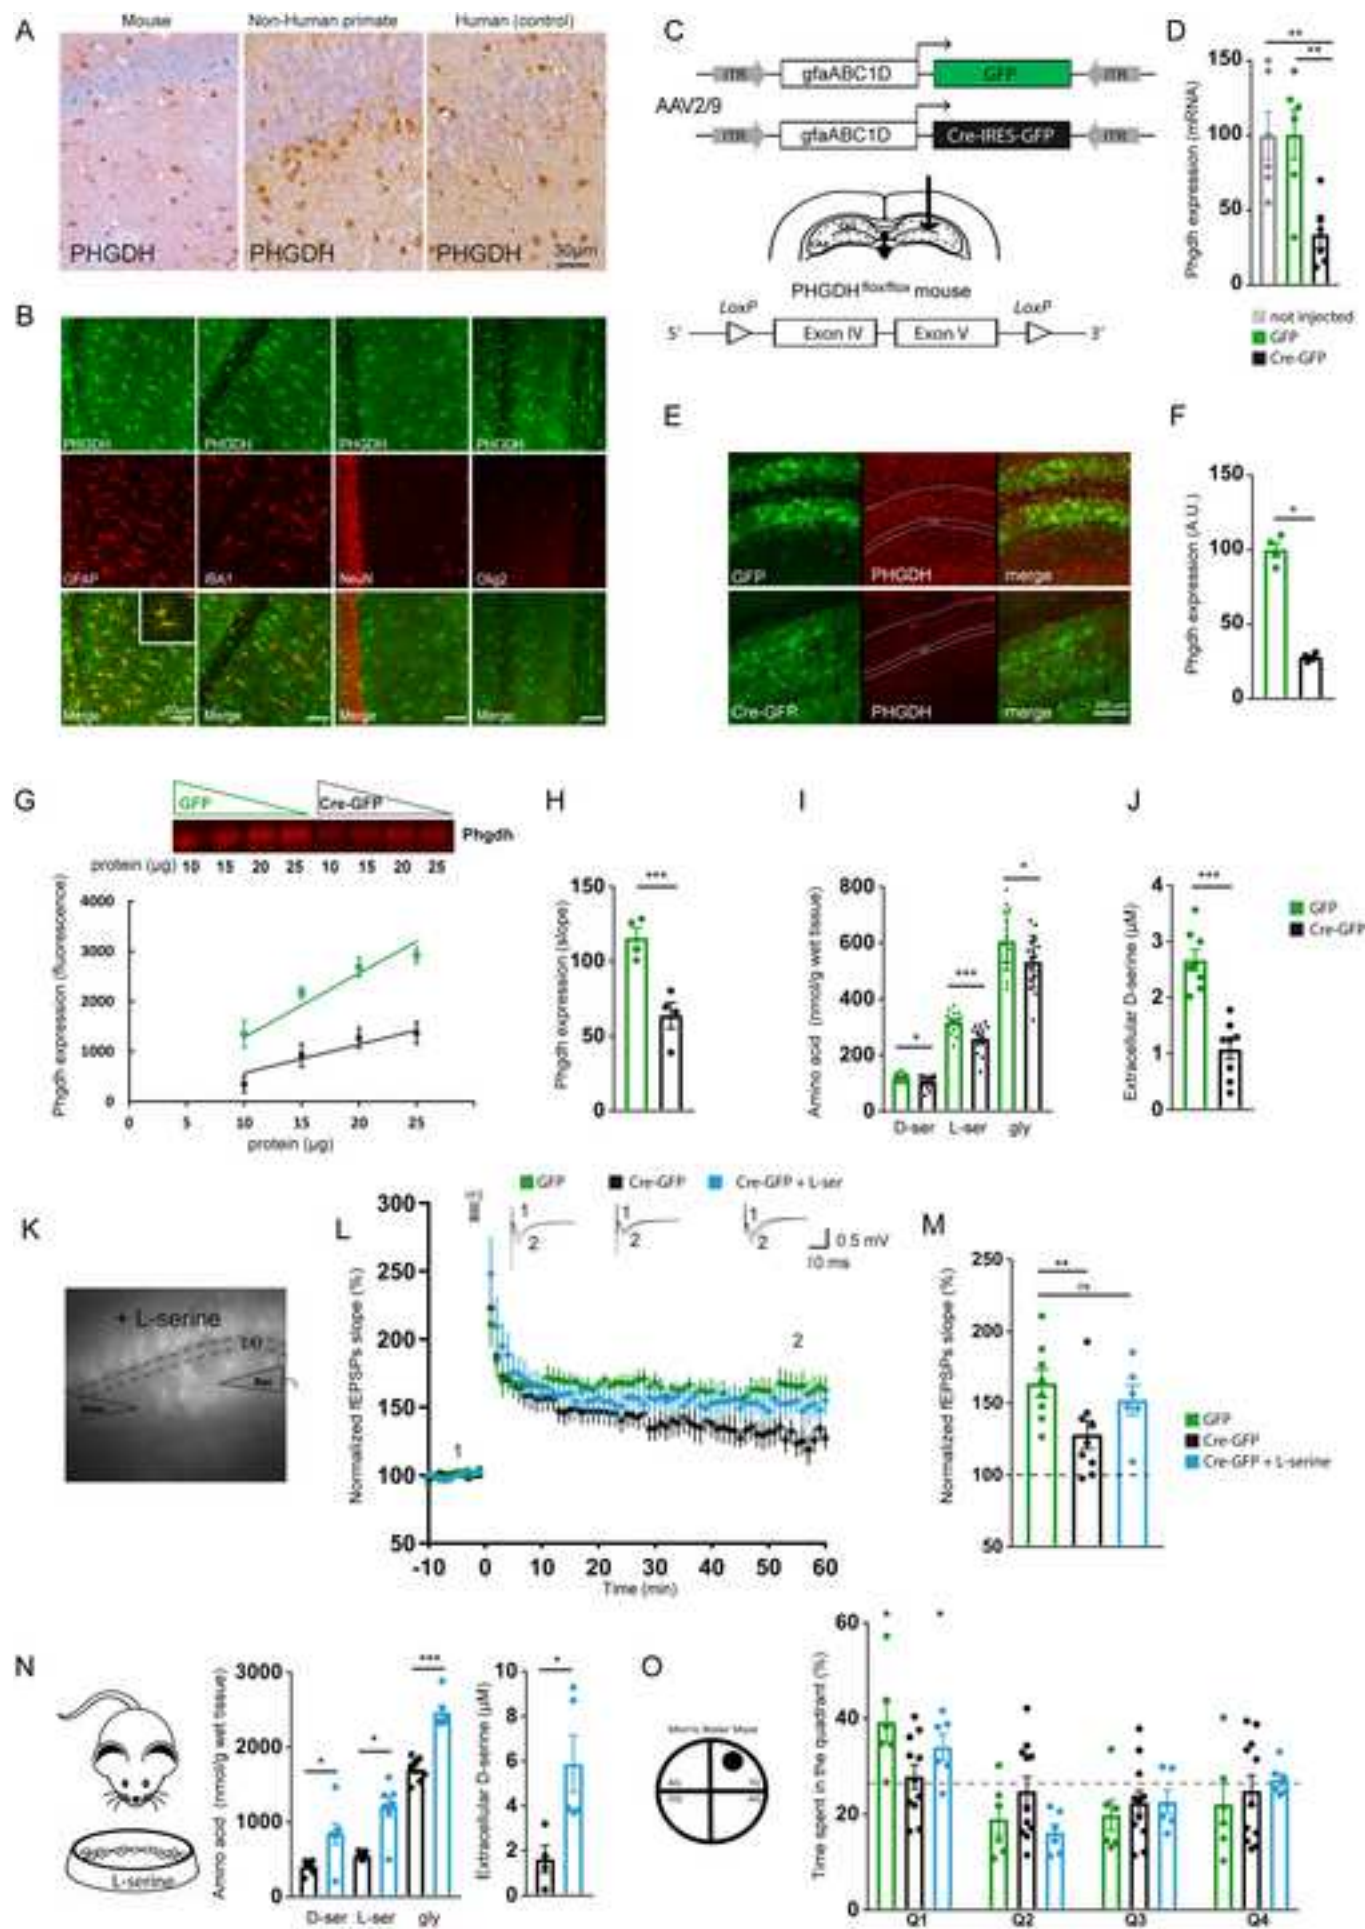 A
Mouse
Non-Human primate
Human (control)
PHGDH
PHGDH
PHGDH
30µm
B
PHGDH
PHGDH
PHGDH
PHGDH
GFAP
IBA1
NeuN
Olig2
Merge
Merge
Merge
Merge
C
ITR
gfaABC1D
GFP
ITR
AAV2/9
ITR
gfaABC1D
Cre-IRES-GFP
ITR
PHGDH flox/flox mouse
LoxP
LoxP
5'
Exon IV
Exon V
3'
D
Phgdh expression (mRNA)
150
100
50
0
**
**
not injected
GFP
Cre-GFP
E
GFP
PHGDH
merge
Cre-GFP
PHGDH
merge
F
Phgdh expression (A.U.)
150
100
50
0
*
G
GFP
Cre-GFP
Phgdh
protein (µg) 10 15 20 25 10 15 20 25
Phgdh expression (fluorescence)
4000
3000
2000
1000
0
0 5 10 15 20 25
protein (µg)
H
Phgdh expression (slope)
150
100
50
0
***
I
Amino acid (nmol/g wet tissue)
800
600
400
200
0
*
***
*
D-ser L-ser gly
J
Extracellular D-serine (µM)
4
3
2
1
0
***
GFP
Cre-GFP
K
+ L-serine
L
GFP
Cre-GFP
Cre-GFP + L-ser
Normalized fEPSPs slope (%)
300
250
200
150
100
50
1
2
1
2
1
2
0.5 mV
10 ms
1
2
-10 0 10 20 30 40 50 60
Time (min)
M
Normalized fEPSPs slope (%)
250
200
150
100
50
**
ns
GFP
Cre-GFP
Cre-GFP + L-serine
N
L-serine
Amino acid (nmol/g wet tissue)
3000
2000
1000
0
*
*
***
D-ser L-ser gly
Extracellular D-serine (µM)
10
8
6
4
2
0
*
O
Morris Water Maze
Time spent in the quadrant (%)
60
40
20
0
*
*
Q1 Q2 Q3 Q4